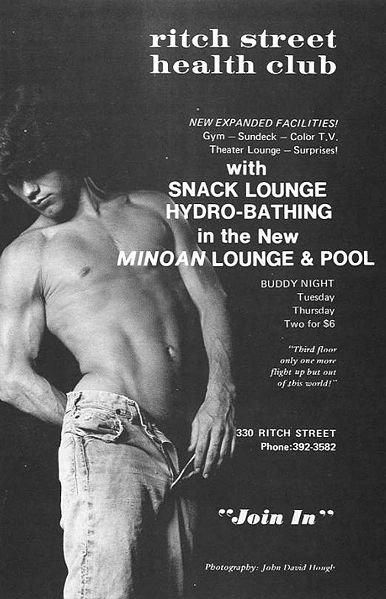 ritch street
health club
NEW EXPANDED FACILITIES!
Gym — Sundeck — Color T.V.
Theater Lounge — Surprises!
with
SNACK LOUNGE
HYDRO-BATHING
in the New
MINOAN LOUNGE & POOL
BUDDY NIGHT
Tuesday
Thursday
Two for $6
"Third floor
only one more
flight up but out
of this world!"
330 RITCH STREET
Phone:392-3582
"Join In"
Photography: John David Hough